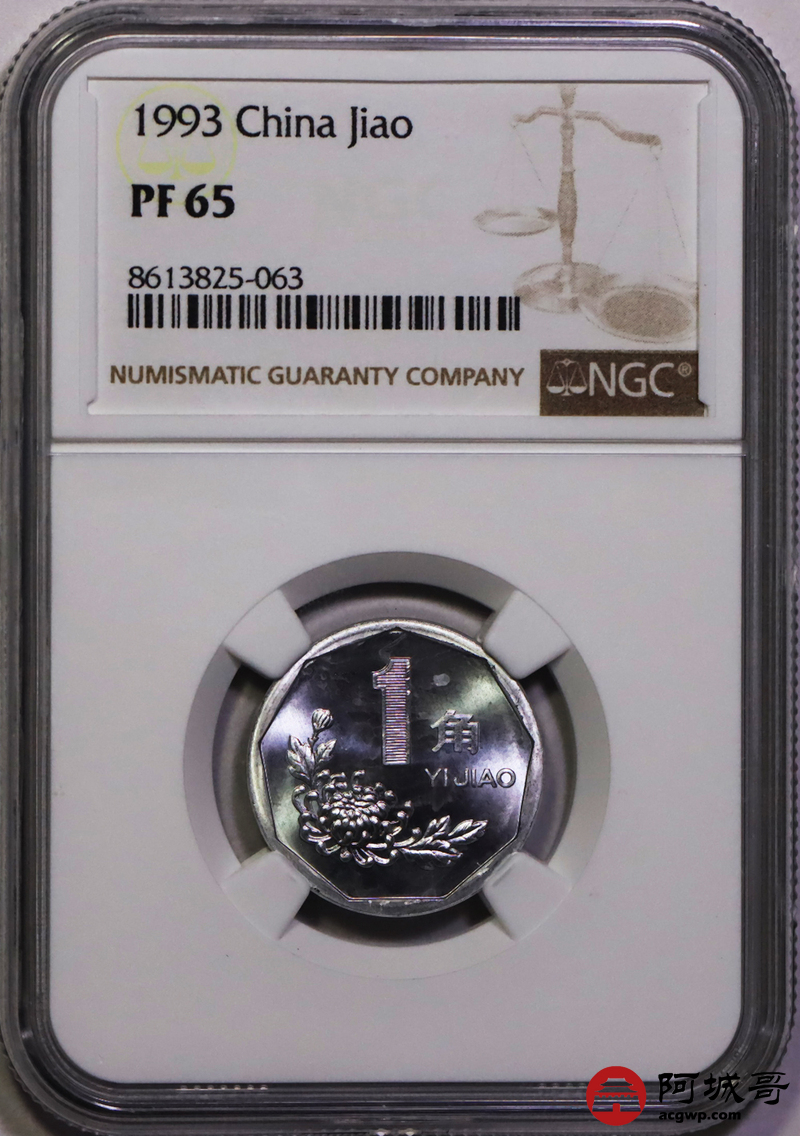 1993 China Jiao
PF 65
8613825-063
NUMISMATIC GUARANTY COMPANY
NGC®
1
角
YI JIAO
阿城哥
acgwp.com